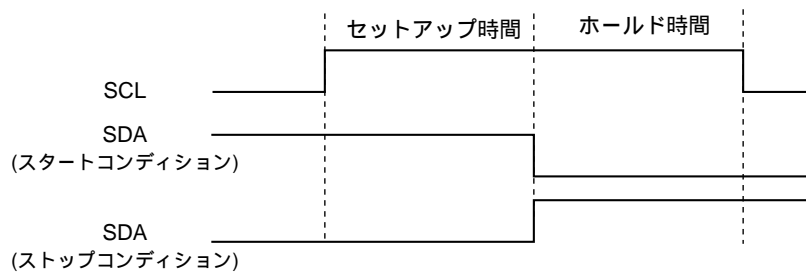 セットアップ時間 ホールド時間
SCL
SDA
(スタートコンディション)
SDA
(ストップコンディション)